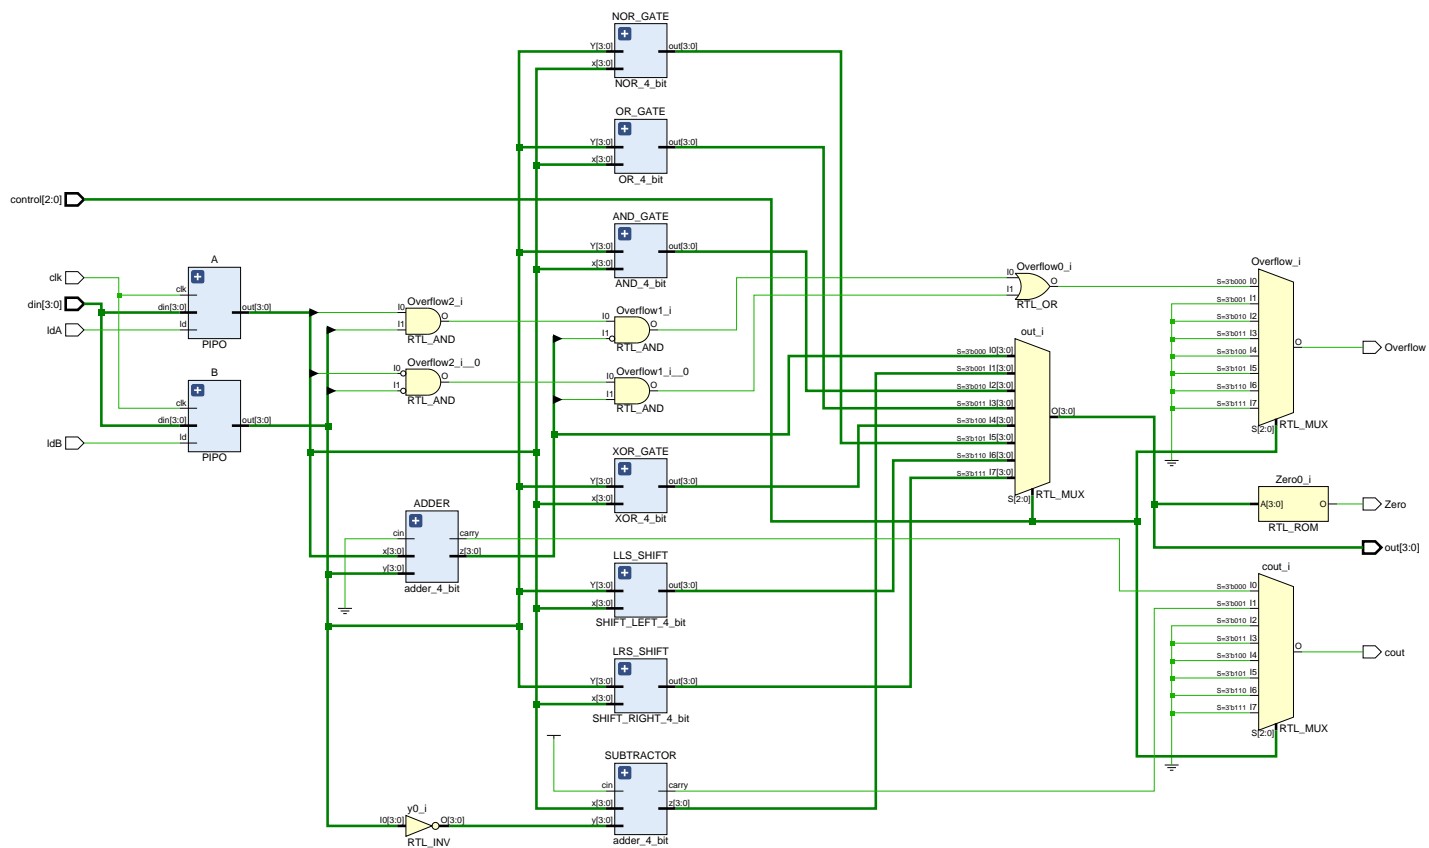 NOR_GATE
Y[3:0] out[3:0]
x[3:0]
NOR_4_bit
OR_GATE
Y[3:0] out[3:0]
x[3:0]
OR_4_bit
control[2:0]
AND_GATE
Y[3:0] out[3:0]
x[3:0]
AND_4_bit
clk
din[3:0]
ldA
ldB
A
clk
din[3:0] out[3:0]
ld
PIPO
B
clk
din[3:0] out[3:0]
ld
PIPO
Overflow2_i
I0 O
I1
RTL_AND
Overflow2_i__0
I0 O
I1
RTL_AND
Overflow1_i
I0 O
I1
RTL_AND
Overflow1_i__0
I0 O
I1
RTL_AND
Overflow0_i
I0 O
I1
RTL_OR
out_i
S=3'b000 I0[3:0]
S=3'b001 I1[3:0]
S=3'b010 I2[3:0]
S=3'b011 I3[3:0]
S=3'b100 I4[3:0]
S=3'b101 I5[3:0]
S=3'b110 I6[3:0]
S=3'b111 I7[3:0]
O[3:0]
S[2:0] RTL_MUX
Overflow_i
S=3'b000 I0
S=3'b001 I1
S=3'b010 I2
S=3'b011 I3
S=3'b100 I4
S=3'b101 I5
S=3'b110 I6
S=3'b111 I7
O
S[2:0] RTL_MUX
Overflow
XOR_GATE
Y[3:0] out[3:0]
x[3:0]
XOR_4_bit
ADDER
cin carry
x[3:0] z[3:0]
y[3:0]
adder_4_bit
Zero0_i
A[3:0] O
RTL_ROM
Zero
out[3:0]
LLS_SHIFT
Y[3:0] out[3:0]
x[3:0]
SHIFT_LEFT_4_bit
LRS_SHIFT
Y[3:0] out[3:0]
x[3:0]
SHIFT_RIGHT_4_bit
cout_i
S=3'b000 I0
S=3'b001 I1
S=3'b010 I2
S=3'b011 I3
S=3'b100 I4
S=3'b101 I5
S=3'b110 I6
S=3'b111 I7
O
S[2:0] RTL_MUX
cout
SUBTRACTOR
cin carry
x[3:0] z[3:0]
y[3:0]
adder_4_bit
y0_i
I0[3:0] O[3:0]
RTL_INV